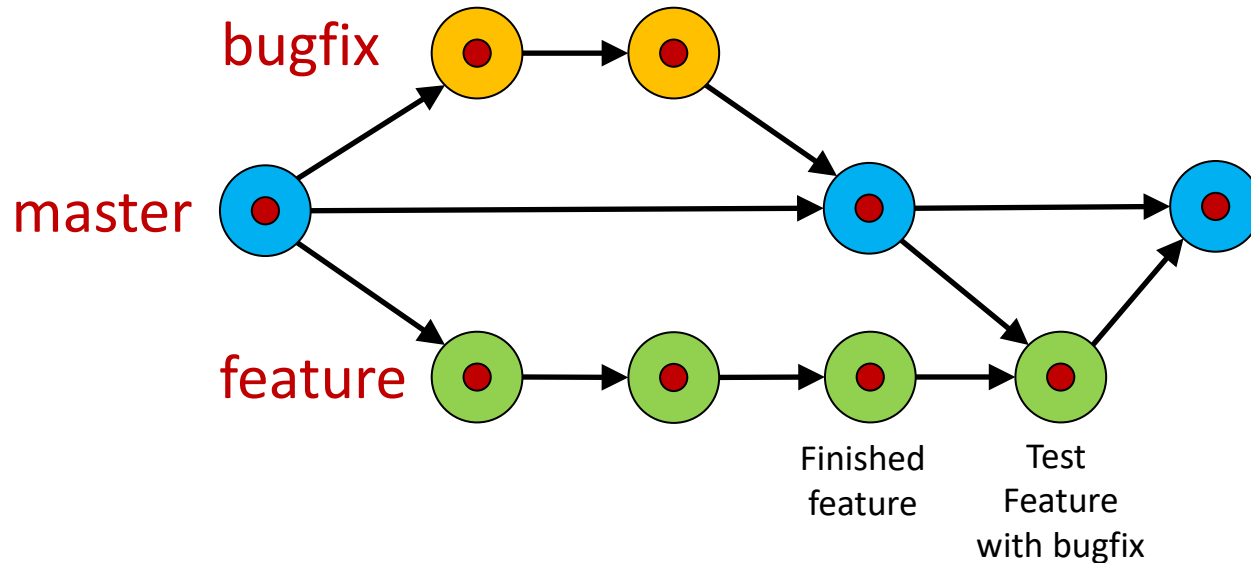 bugfix
master
feature
Finished
feature
Test
Feature
with bugfix